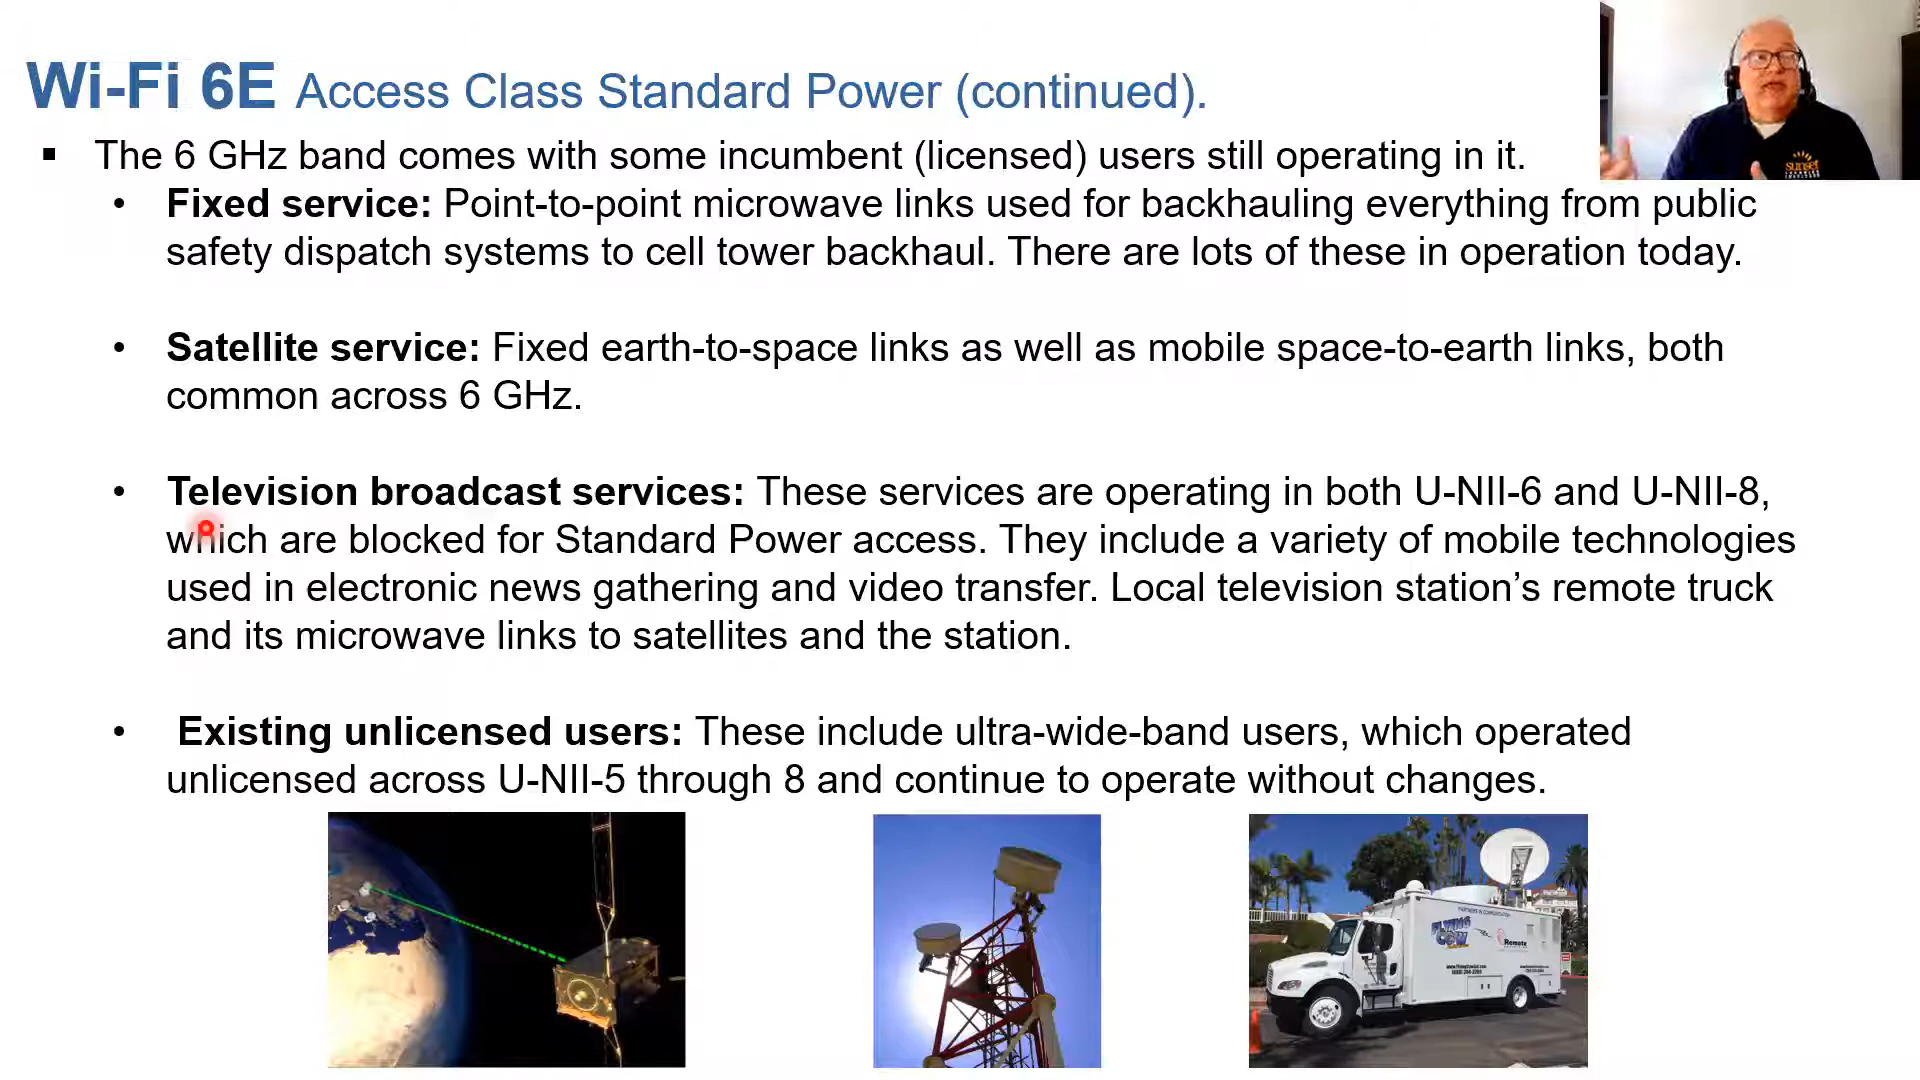 Wi-Fi 6E Access Class Standard Power (continued).
▪ The 6 GHz band comes with some incumbent (licensed) users still operating in it.
• Fixed service: Point-to-point microwave links used for backhauling everything from public
safety dispatch systems to cell tower backhaul. There are lots of these in operation today.
• Satellite service: Fixed earth-to-space links as well as mobile space-to-earth links, both
common across 6 GHz.
• Television broadcast services: These services are operating in both U-NII-6 and U-NII-8,
which are blocked for Standard Power access. They include a variety of mobile technologies
used in electronic news gathering and video transfer. Local television station’s remote truck
and its microwave links to satellites and the station.
• Existing unlicensed users: These include ultra-wide-band users, which operated
unlicensed across U-NII-5 through 8 and continue to operate without changes.
sunset
FLYING
COW
Remote